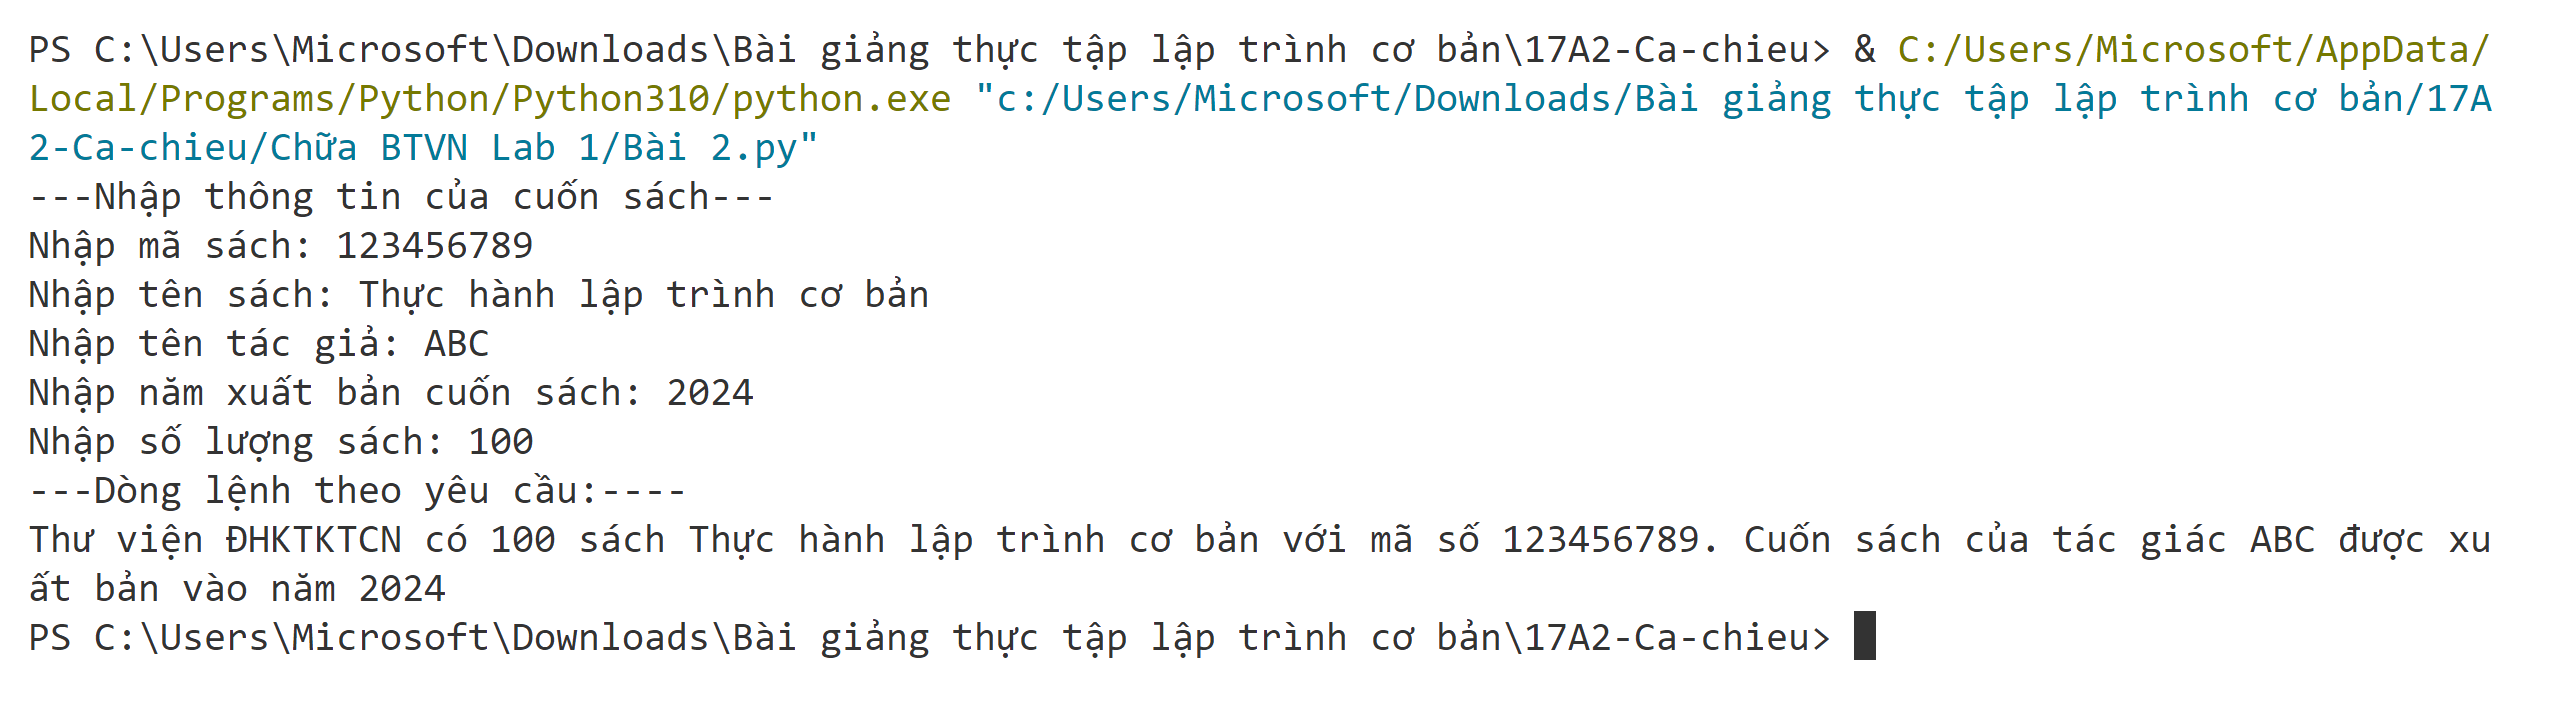 PS C:\Users\Microsoft\Downloads\Bài giảng thực tập lập trình cơ bản\17A2-Ca-chieu> & C:/Users/Microsoft/AppData/
Local/Programs/Python/Python310/python.exe "c:/Users/Microsoft/Downloads/Bài giảng thực tập lập trình cơ bản/17A
2-Ca-chieu/Chữa BTVN Lab 1/Bài 2.py"
---Nhập thông tin của cuốn sách---
Nhập mã sách: 123456789
Nhập tên sách: Thực hành lập trình cơ bản
Nhập tên tác giả: ABC
Nhập năm xuất bản cuốn sách: 2024
Nhập số lượng sách: 100
---Dòng lệnh theo yêu cầu:----
Thư viện ĐHKTKTCN có 100 sách Thực hành lập trình cơ bản với mã số 123456789. Cuốn sách của tác giác ABC được xu
ất bản vào năm 2024
PS C:\Users\Microsoft\Downloads\Bài giảng thực tập lập trình cơ bản\17A2-Ca-chieu>